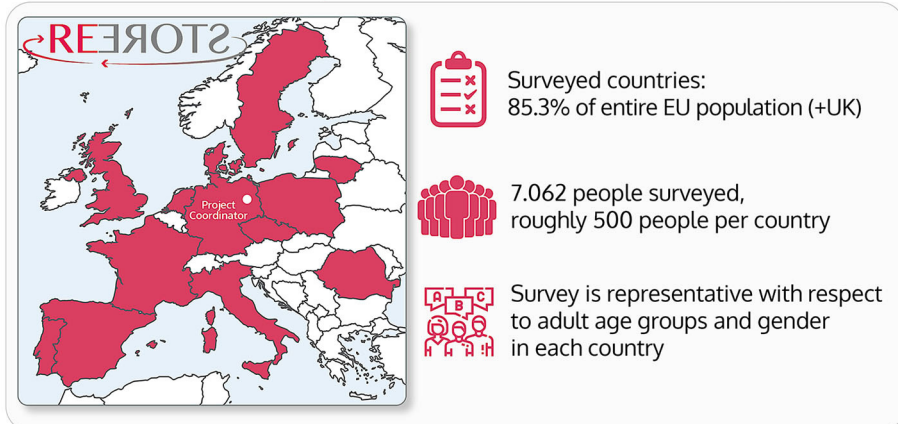 REƎЯOTS
Project
Coordinator
Surveyed countries:
85.3% of entire EU population (+UK)
7.062 people surveyed,
roughly 500 people per country
A B C
Survey is representative with respect
to adult age groups and gender
in each country